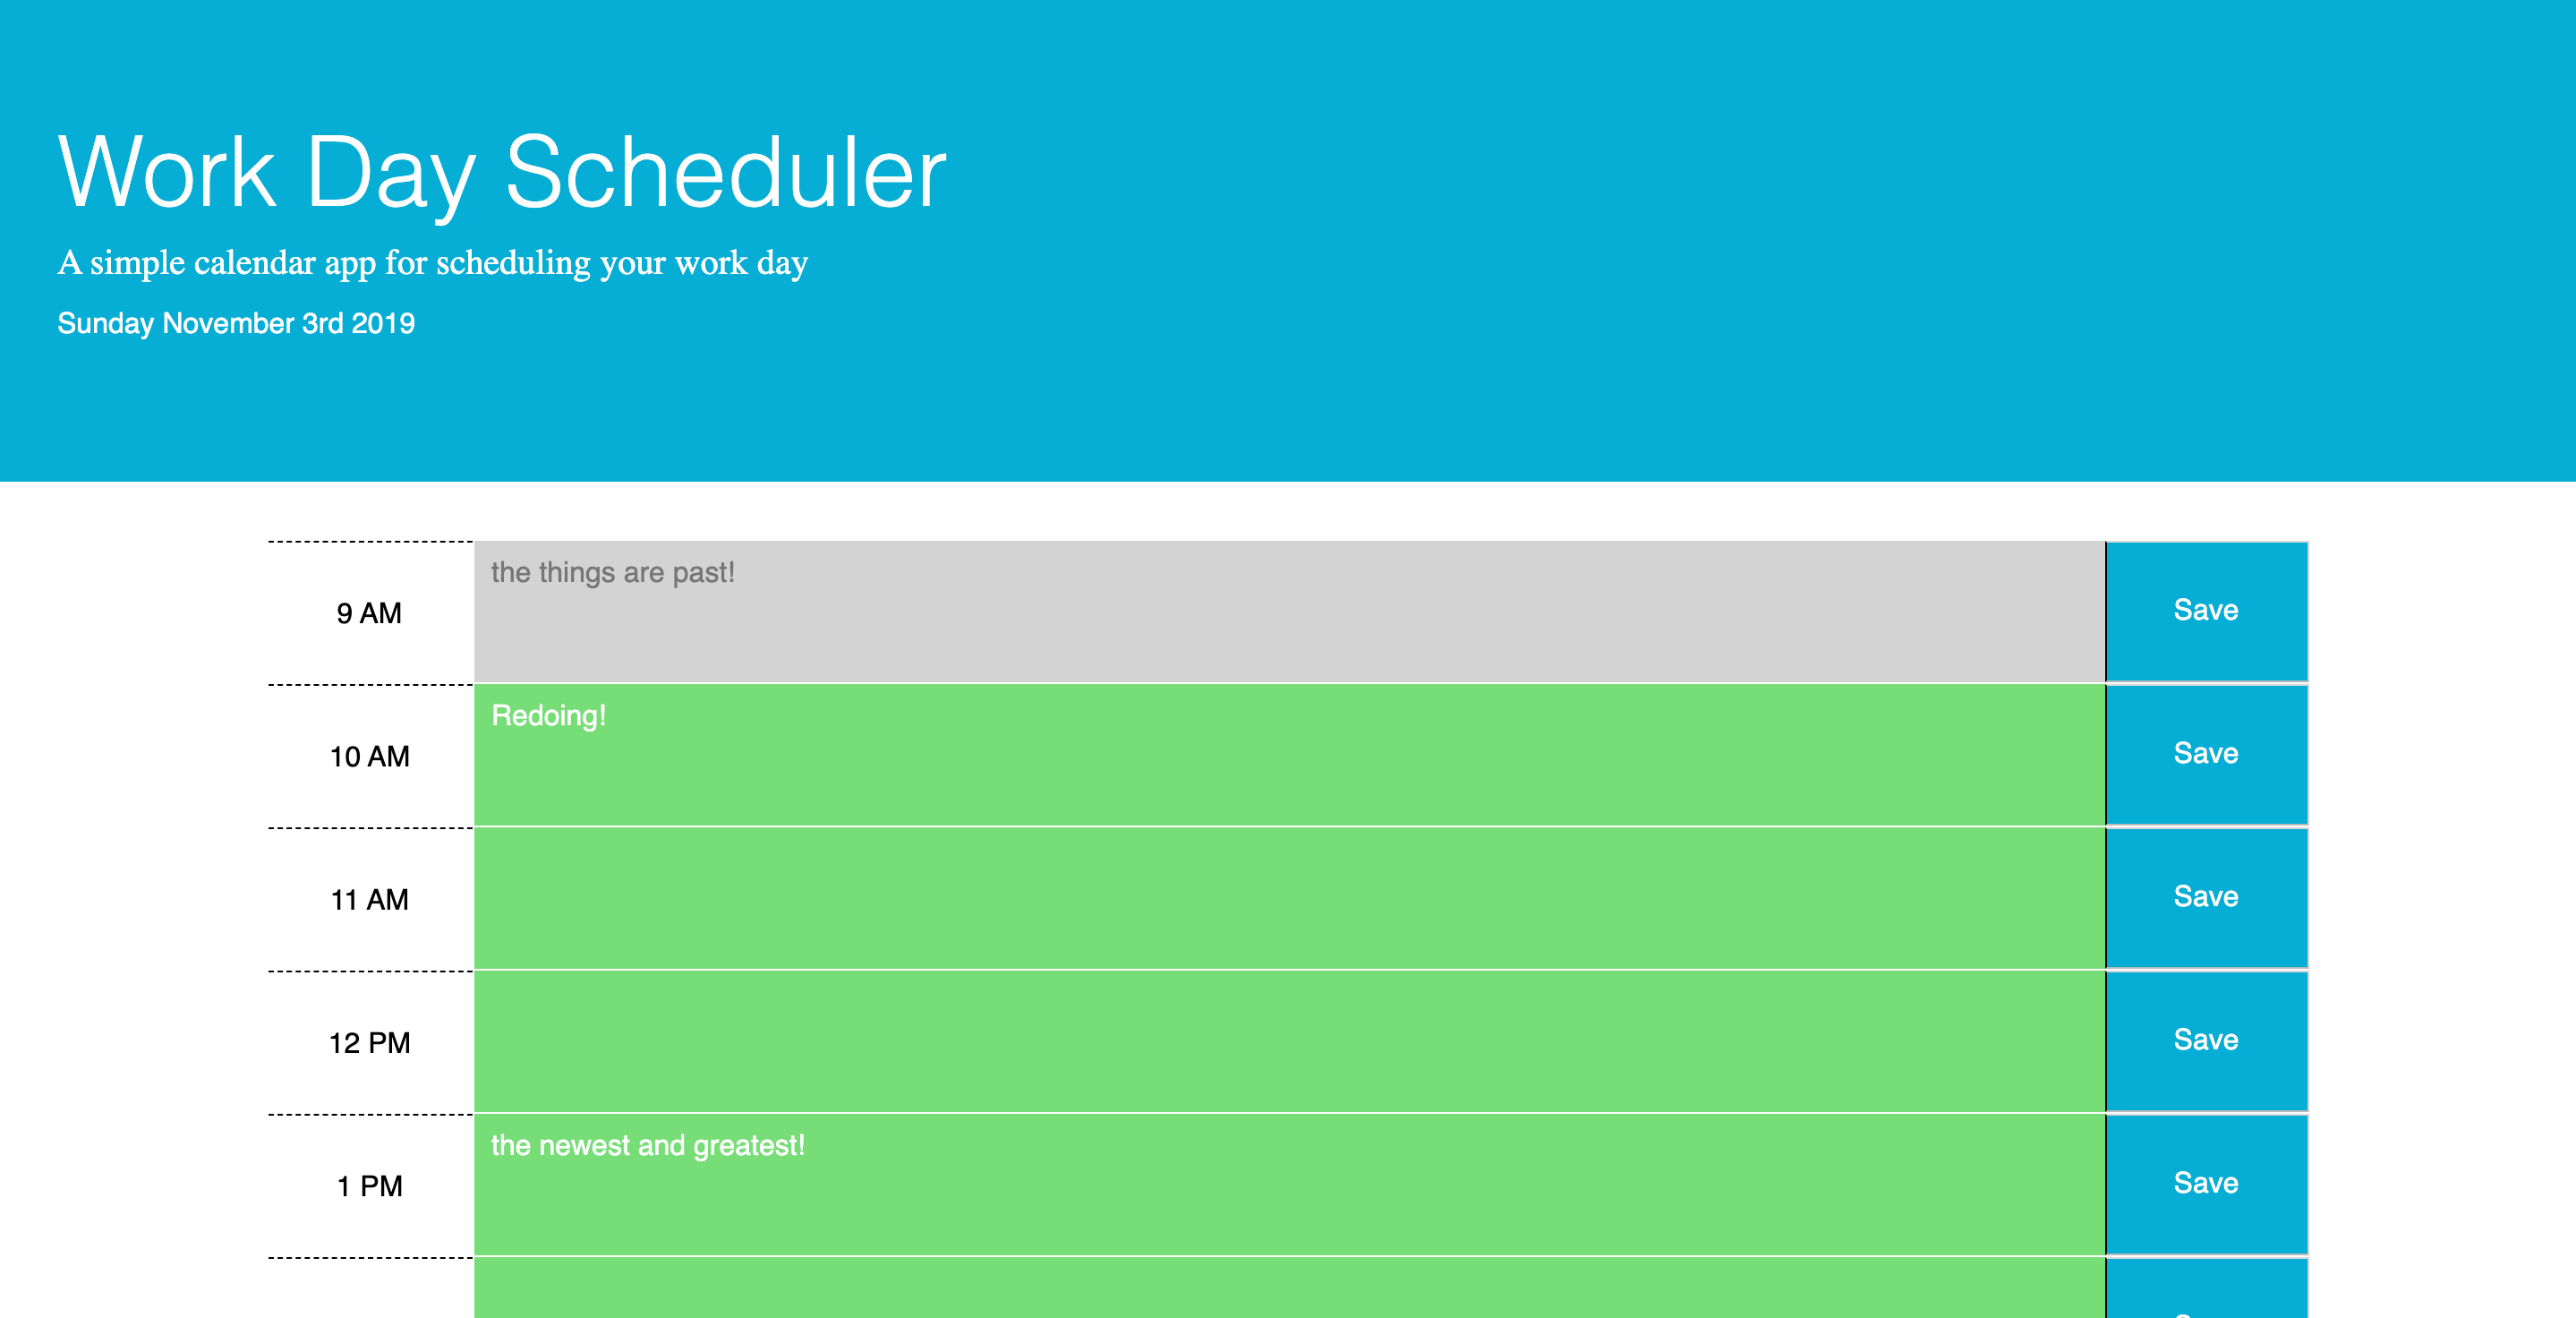 Work Day Scheduler
A simple calendar app for scheduling your work day
Sunday November 3rd 2019
9 AM
the things are past!
Save
10 AM
Redoing!
Save
11 AM
Save
12 PM
Save
1 PM
the newest and greatest!
Save